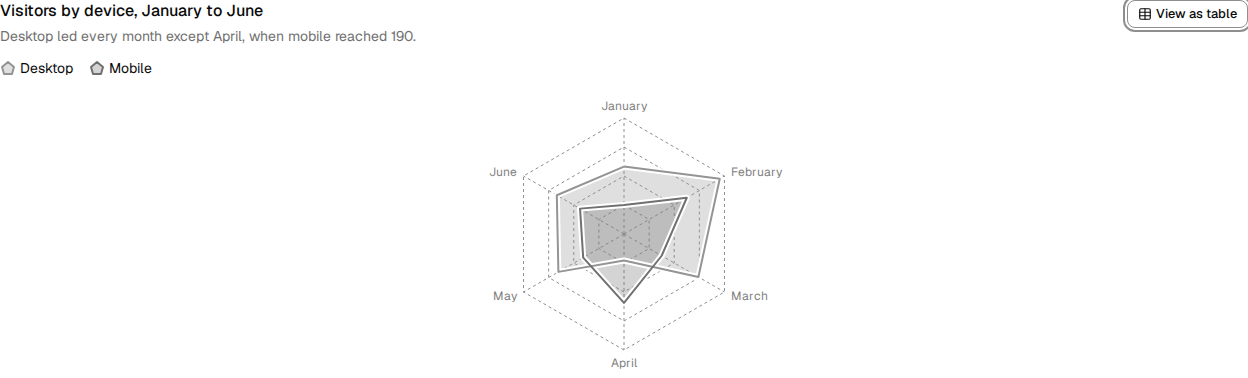 Visitors by device, January to June
View as table
Desktop led every month except April, when mobile reached 190.
Desktop Mobile
January
June
February
May
March
April